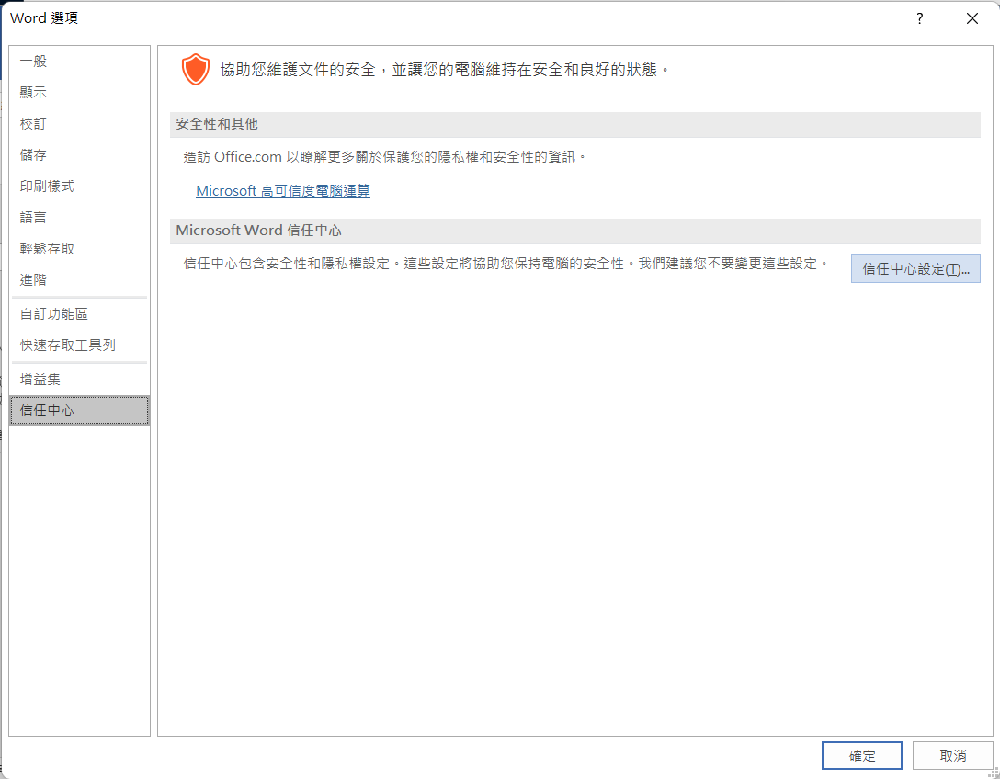 Word 選項
?
一般
顯示
校訂
儲存
印刷樣式
語言
輕鬆存取
進階
自訂功能區
快速存取工具列
增益集
信任中心
協助您維護文件的安全，並讓您的電腦維持在安全和良好的狀態。
安全性和其他
造訪 Office.com 以瞭解更多關於保護您的隱私權和安全性的資訊。
Microsoft 高可信度電腦運算
Microsoft Word 信任中心
信任中心包含安全性和隱私權設定。這些設定將協助您保持電腦的安全性。我們建議您不要變更這些設定。
信任中心設定(T)...
確定
取消